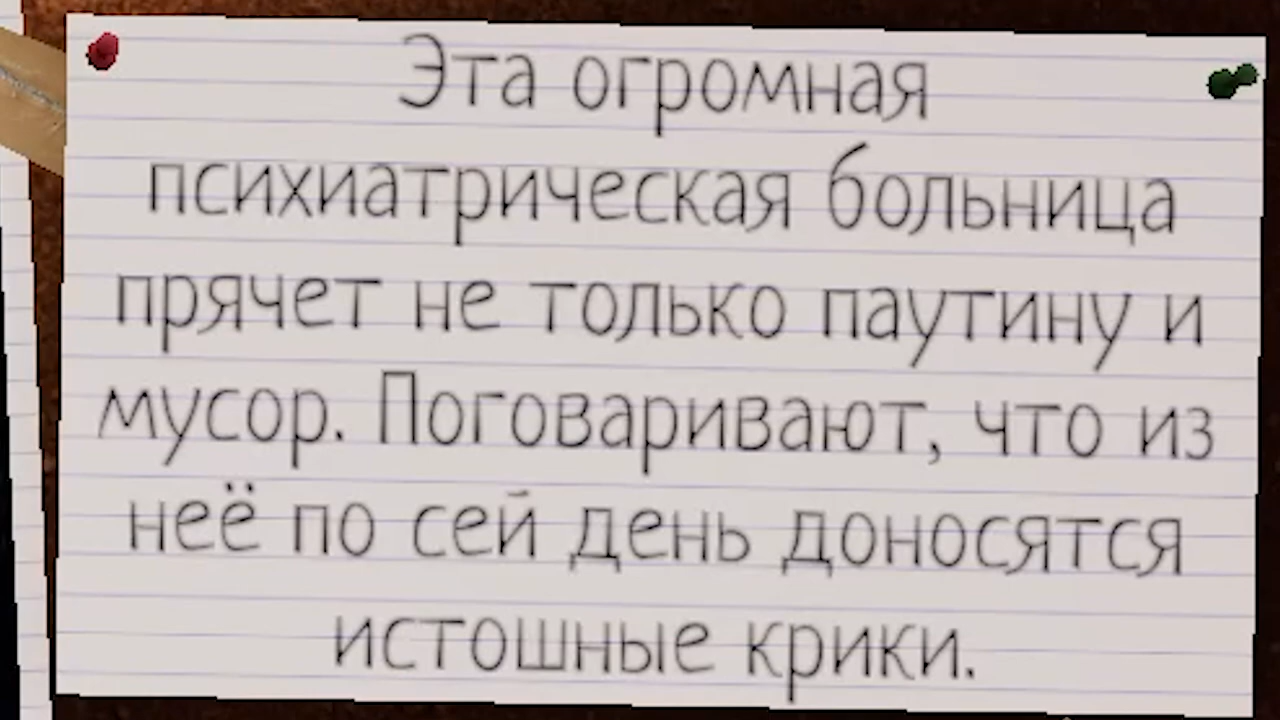 Эта огромная
психиатрическая больница
прячет не только паутину и
мусор. Поговаривают, что из
неё по сей день доносятся
истошные крики.